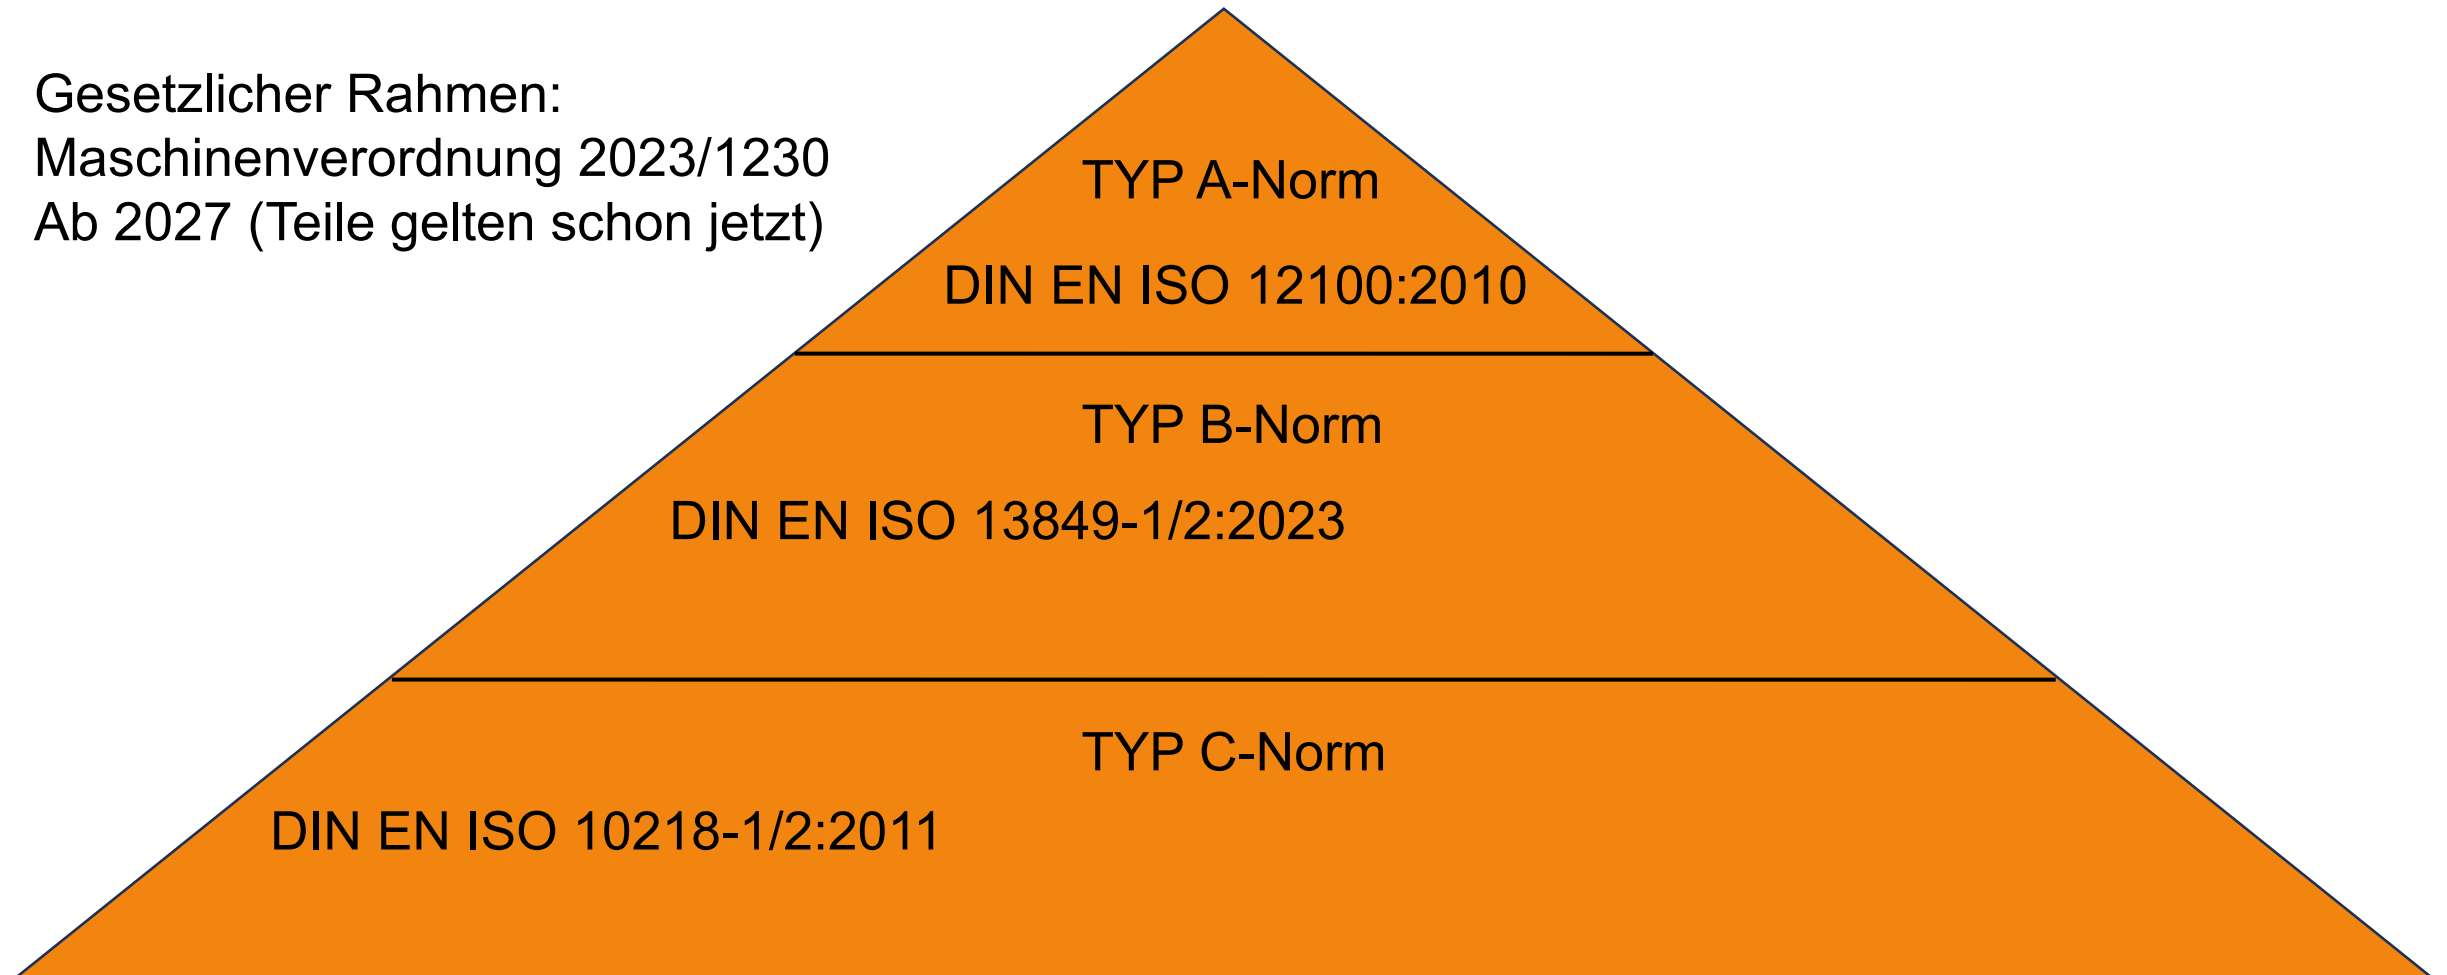 Gesetzlicher Rahmen:
Maschinenverordnung 2023/1230
Ab 2027 (Teile gelten schon jetzt)
TYP A-Norm
DIN EN ISO 12100:2010
TYP B-Norm
DIN EN ISO 13849-1/2:2023
TYP C-Norm
DIN EN ISO 10218-1/2:2011